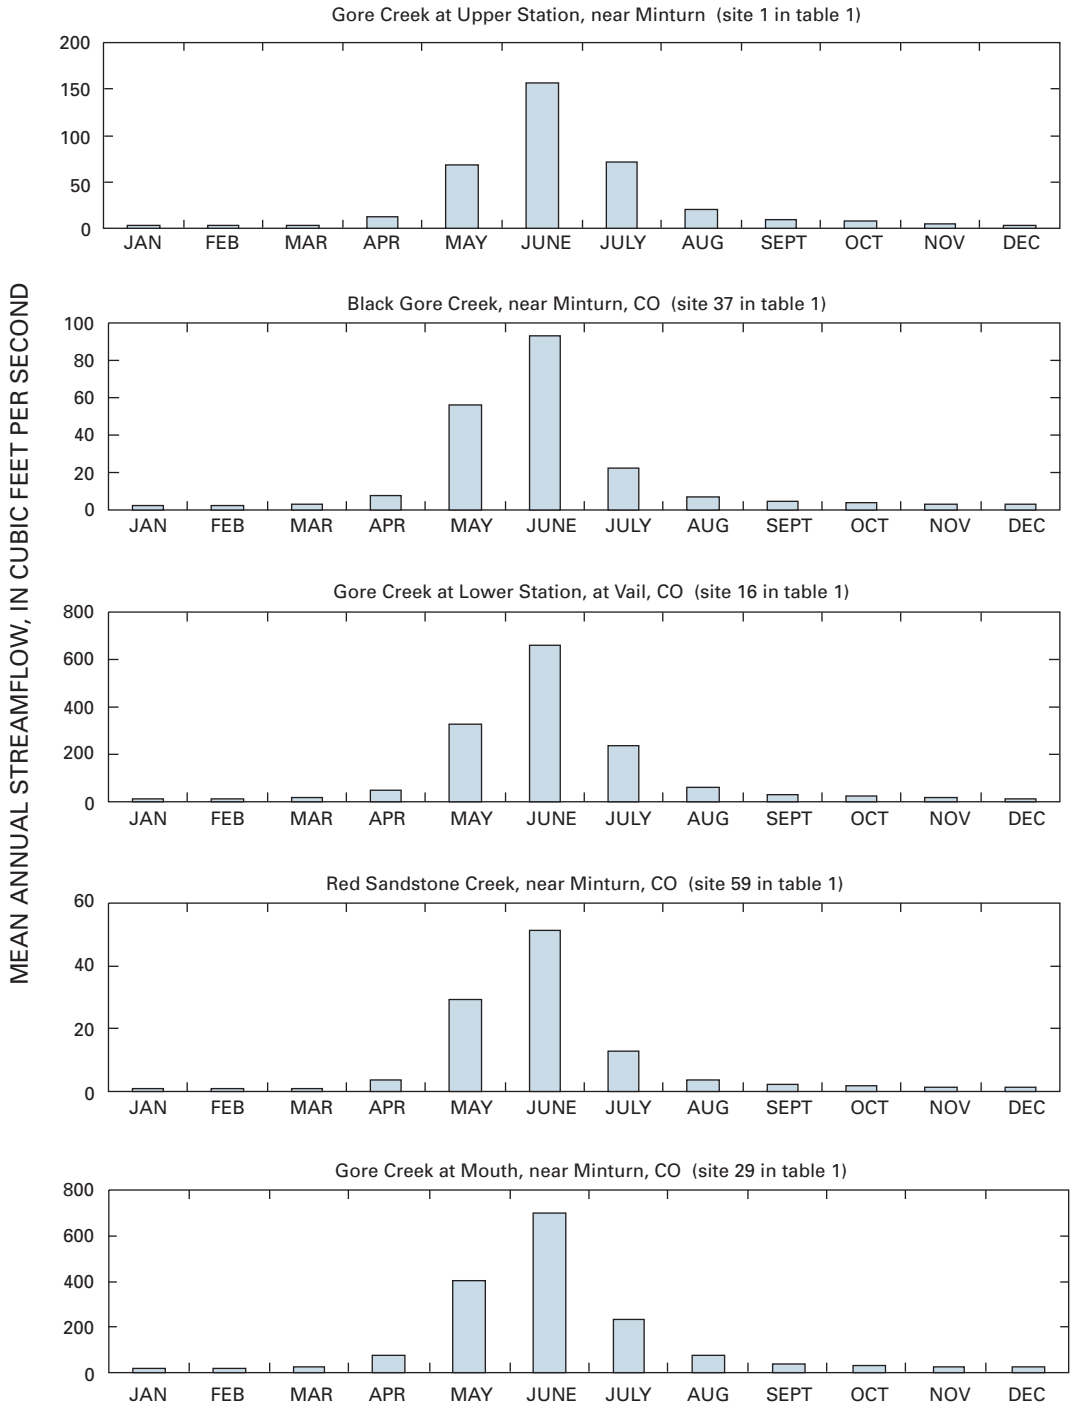 Gore Creek at Upper Station, near Minturn (site 1 in table 1)
200
150
100
50
0
JAN FEB MAR APR MAY JUNE JULY AUG SEPT OCT NOV DEC
MEAN ANNUAL STREAMFLOW, IN CUBIC FEET PER SECOND
Black Gore Creek, near Minturn, CO (site 37 in table 1)
100
80
60
40
20
0
JAN FEB MAR APR MAY JUNE JULY AUG SEPT OCT NOV DEC
Gore Creek at Lower Station, at Vail, CO (site 16 in table 1)
800
600
400
200
0
JAN FEB MAR APR MAY JUNE JULY AUG SEPT OCT NOV DEC
Red Sandstone Creek, near Minturn, CO (site 59 in table 1)
60
40
20
0
JAN FEB MAR APR MAY JUNE JULY AUG SEPT OCT NOV DEC
Gore Creek at Mouth, near Minturn, CO (site 29 in table 1)
800
600
400
200
0
JAN FEB MAR APR MAY JUNE JULY AUG SEPT OCT NOV DEC